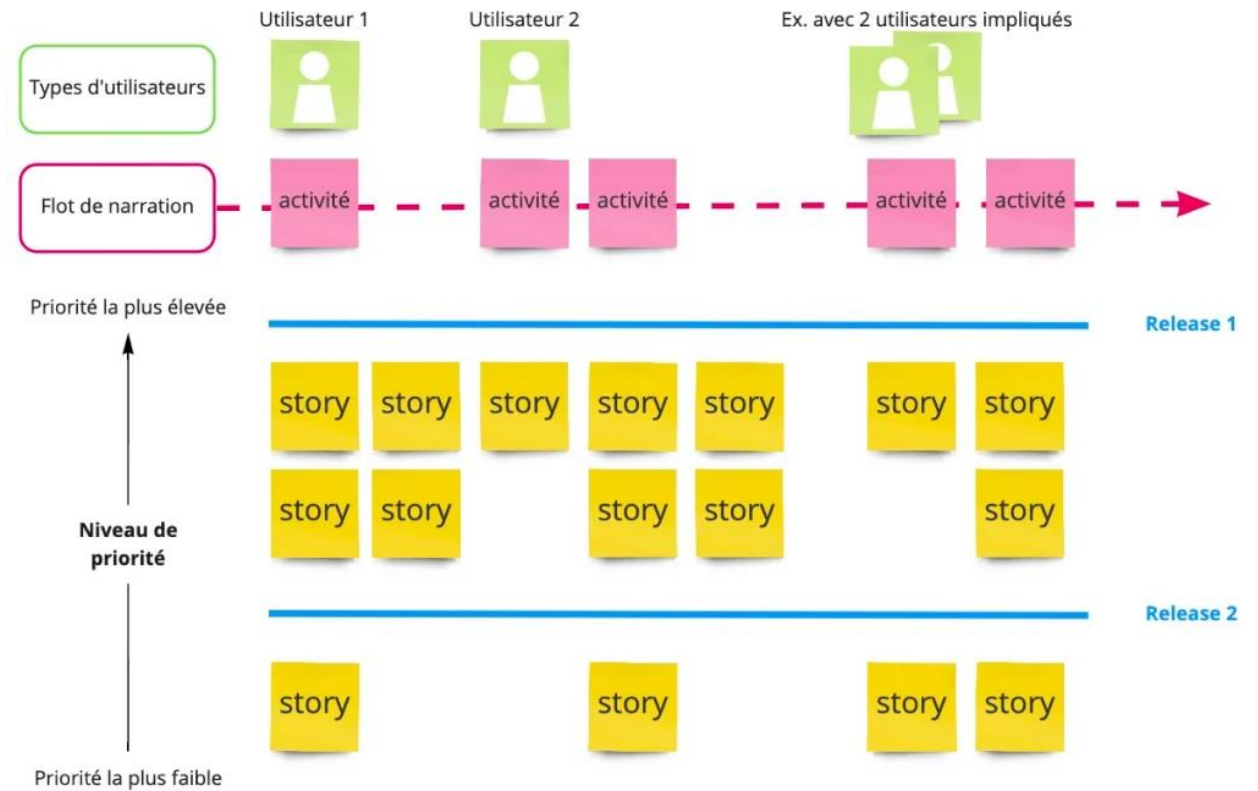 Utilisateur 1
Utilisateur 2
Ex. avec 2 utilisateurs impliqués
Types d'utilisateurs
Flot de narration
activité
activité
activité
activité
activité
Priorité la plus élevée
Release 1
story
story
story
story
story
story
story
story
story
story
story
story
Niveau de
priorité
Release 2
story
story
story
story
Priorité la plus faible